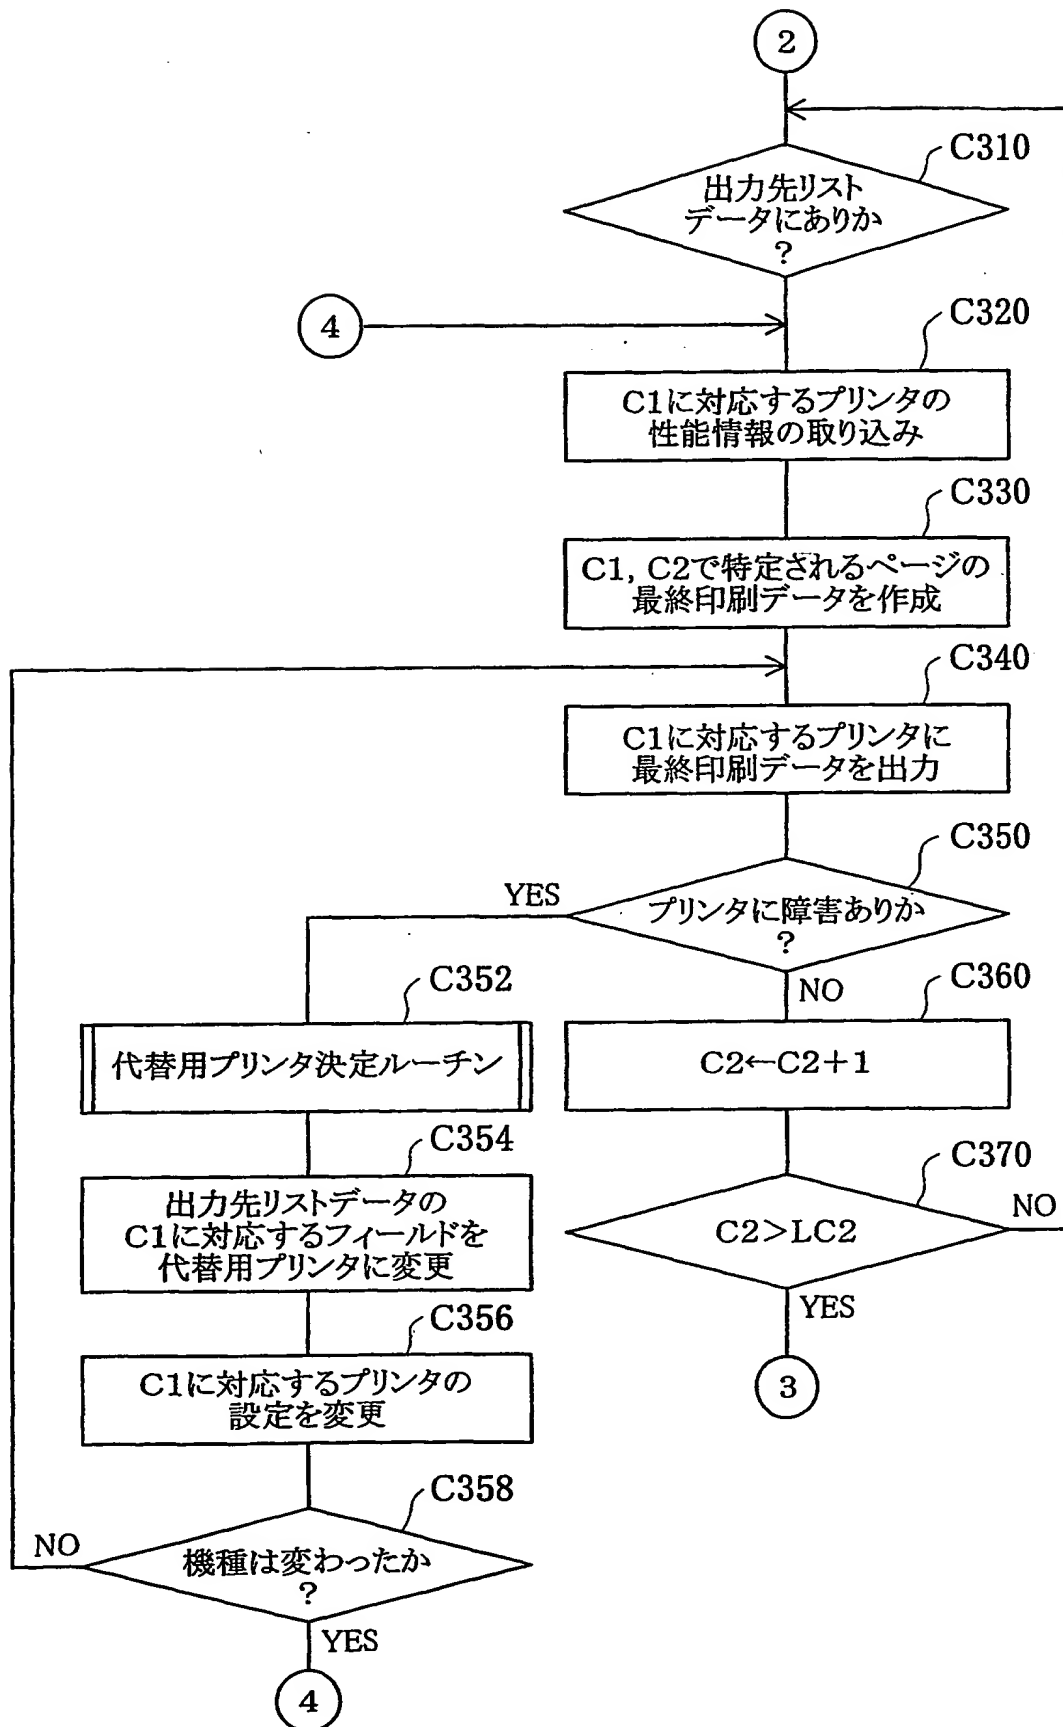 2
C310
出力先リスト
データにありか
?
4
C320
C1に対応するプリンタの
性能情報の取り込み
C330
C1, C2で特定されるページの
最終印刷データを作成
C340
C1に対応するプリンタに
最終印刷データを出力
C350
YES
プリンタに障害ありか
?
NO
C352
代替用プリンタ決定ルーチン
C360
C2←C2+1
C354
出力先リストデータの
C1に対応するフィールドを
代替用プリンタに変更
C370
C2>LC2
NO
YES
3
C356
C1に対応するプリンタの
設定を変更
C358
NO
機種は変わったか
?
YES
4